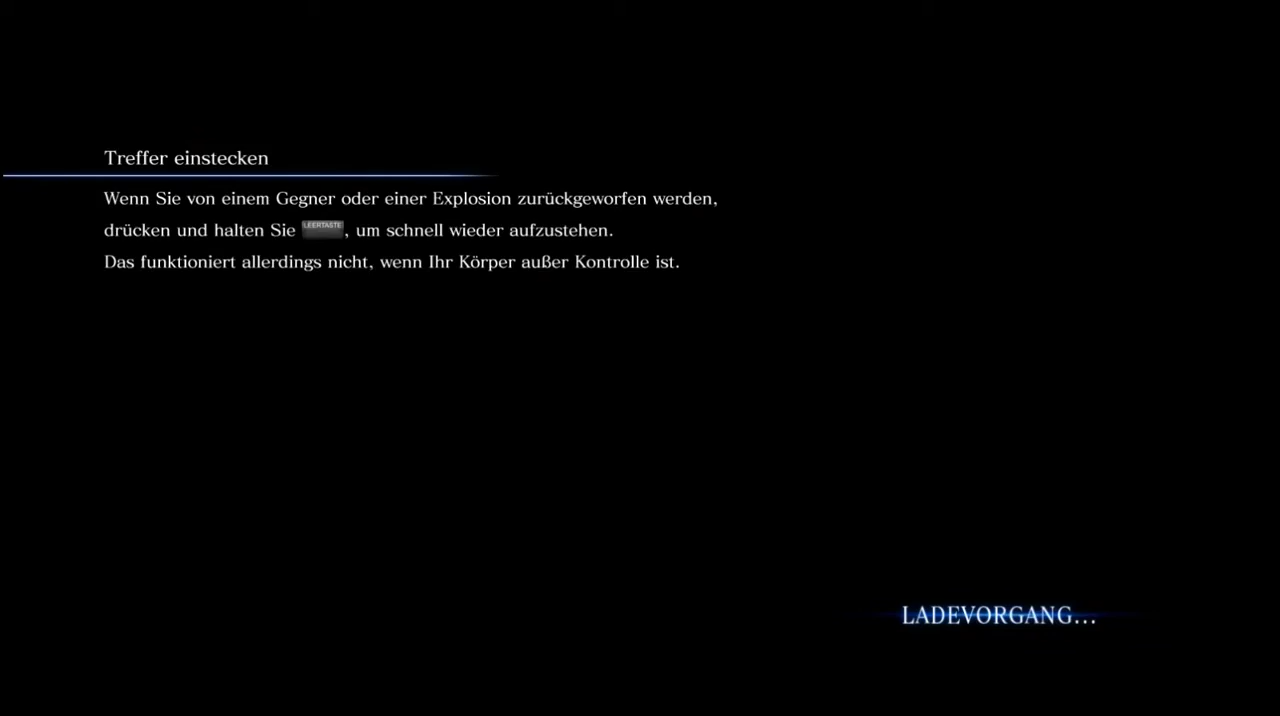 Treffer einstecken
Wenn Sie von einem Gegner oder einer Explosion zurückgeworfen werden,
drücken und halten Sie LEERTASTE, um schnell wieder aufzustehen.
Das funktioniert allerdings nicht, wenn Ihr Körper außer Kontrolle ist.
LADEVORGANG...